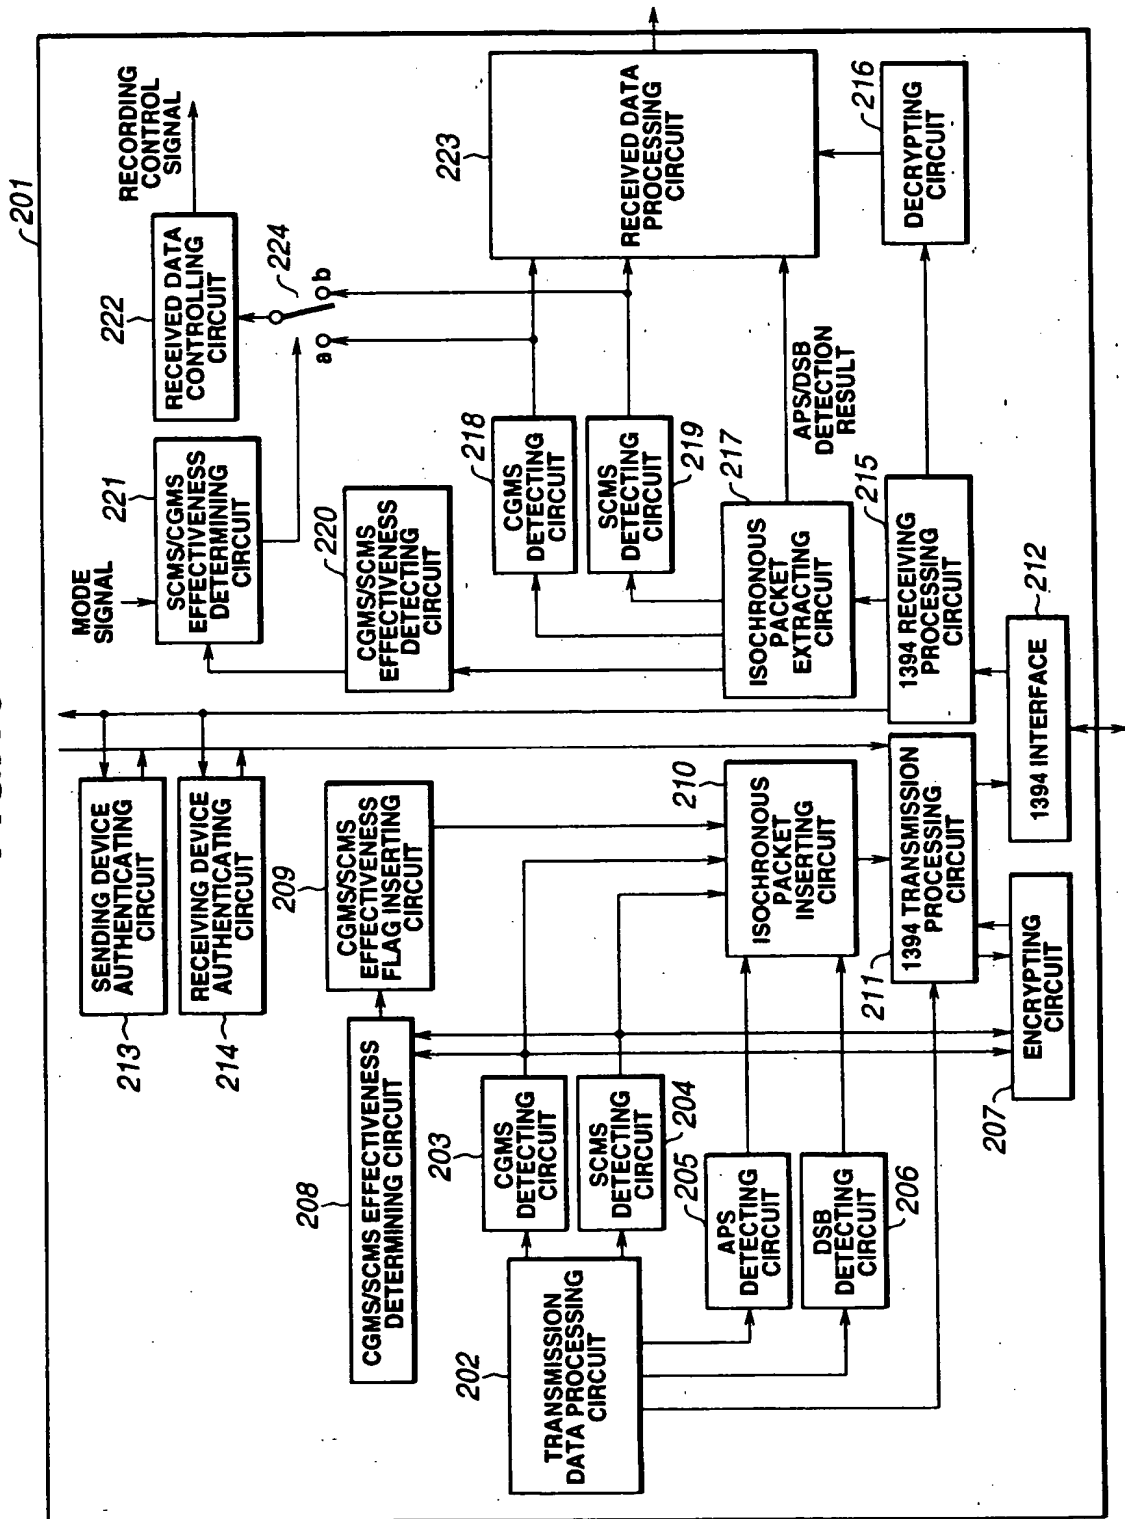 201
202
TRANSMISSION
DATA PROCESSING
CIRCUIT
208
CGMS/SCMS EFFECTIVENESS
DETERMINING CIRCUIT
203
CGMS
DETECTING
CIRCUIT
SCMS
DETECTING
CIRCUIT
204
205
APS
DETECTING
CIRCUIT
DSB
DETECTING
CIRCUIT
206
207
ENCRYPTING
CIRCUIT
213
SENDING DEVICE
AUTHENTICATING
CIRCUIT
214
RECEIVING DEVICE
AUTHENTICATING
CIRCUIT
209
CGMS/SCMS
EFFECTIVENESS
FLAG INSERTING
CIRCUIT
210
ISOCHRONOUS
PACKET
INSERTING
CIRCUIT
211
1394 TRANSMISSION
PROCESSING
CIRCUIT
1394 INTERFACE
212
MODE
SIGNAL
221
SCMS/CGMS
EFFECTIVENESS
DETERMINING
CIRCUIT
220
CGMS/SCMS
EFFECTIVENESS
DETECTING
CIRCUIT
218
CGMS
DETECTING
CIRCUIT
SCMS
DETECTING
CIRCUIT
219
217
ISOCHRONOUS
PACKET
EXTRACTING
CIRCUIT
215
1394 RECEIVING
PROCESSING
CIRCUIT
222
RECEIVED DATA
CONTROLLING
CIRCUIT
RECORDING
CONTROL
SIGNAL
224
a
b
APS/DSB
DETECTION
RESULT
223
RECEIVED DATA
PROCESSING
CIRCUIT
DECRYPTING
CIRCUIT
216